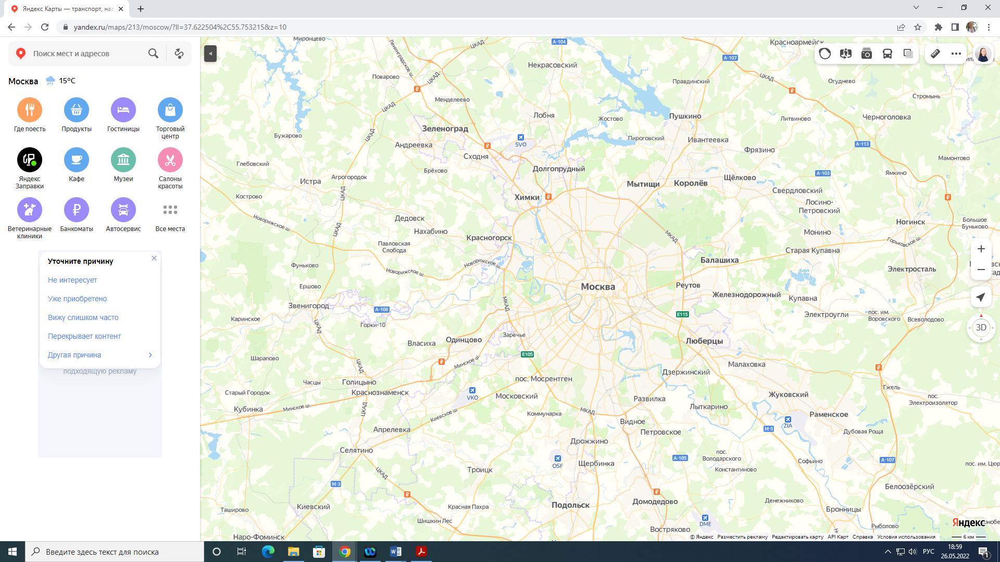 Яндекс Карты — транспорт, нав
yandex.ru/maps/213/moscow/?ll=37.622504%2C55.753215&z=10
Поиск мест и адресов
Москва 15°C
Где поесть
Продукты
Гостиницы
Торговый
центр
Яндекс
Заправки
Кафе
Музеи
Салоны
красоты
Ветеринарные
клиники
Банкоматы
Автосервис
Все места
Уточните причину
Не интересует
Уже приобретено
Вижу слишком часто
Перекрывает контент
Другая причина
подходящую рекламу
Миронцево
Ленинградское ш.
ЦКАД
А-104
Красноармейск
А-107
Некрасовский
Поварово
ЦКАД
Правдинский
ЦКАД
Огуднево
Менделеево
Стромынь
ЦКАД
Лобня
Жостово
Пушкино
Литвиново
Черноголовка
Зеленоград
ЦКАД
Бужарово
SVO
Пироговский
Ивантеевка
А-113
Андреевка
Фрязино
Сходня
Мамонтово
Глебовский
Брёхово
Долгопрудный
А-103
Ямкино
Истра
Агрогородок
Щёлково
Мытищи
Королёв
Свердловский
ЦКАД
Кострово
Химки
Лосино-
Петровский
Новорижское ш.
Дедовск
Нахабино
ЦКАД
Красногорск
МКАД
Монино
Ногинск
Большое
Буньково
Павловская
Слобода
Горьковское ш.
Старая Купавна
Балашиха
Новорижское ш.
Фуньково
Новорижское ш.
Электросталь
Ершово
Москва
Реутов
Железнодорожный
Купавна
Звенигород
МКАД
А-106
Е115
Электроугли
пос. им.
Воровского
Всеволодово
Каринское
ЦКАД
Горки-10
Заречье
Власиха
Одинцово
Люберцы
3D
Е105
Шарапово
ЦКАД
Минское ш.
Малаховка
Дзержинский
Часцы
Голицыно
пос. Мосрентген
Гжель
Старый Городок
Краснознаменск
VKO
Московский
Развилка
Жуковский
пос.
Электроизолятор
Кубинка
Минское ш.
ЦКАД
Киевское ш.
Коммунарка
МКАД
Лыткарино
Раменское
Видное
ZIA
Апрелевка
Петровское
М-5
Дубовая Роща
Дрожжино
Селятино
пос.
Володарского
OSF
Щербинка
А-105
Софьино
А-107
пос. им. Цюр
Троицк
ЦКАД
Константиново
М-3
Белоозёрский
Киевский
Красная Пахра
Подольск
Домодедово
Денежниково
Таширово
Бронницы
Шишкин Лес
DME
Рыболово
Востряково
Наро-Фоминск
Яндекс
© Яндекс Разместить рекламу Редактировать карту API Карт Справка Условия использования 6 км
Введите здесь текст для поиска
РУС
18:59
26.05.2022
1